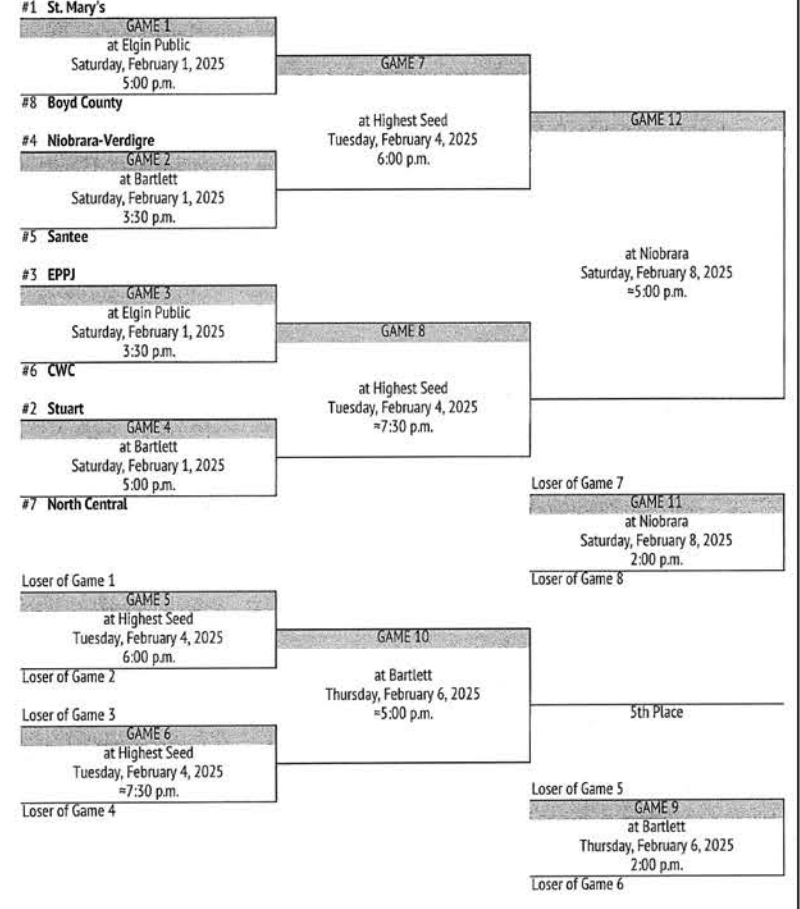 #1 St. Mary's
GAME 1
at Elgin Public
Saturday, February 1, 2025
5:00 p.m.
#8 Boyd County
#4 Niobrara-Verdigre
GAME 2
at Bartlett
Saturday, February 1, 2025
3:30 p.m.
#5 Santee
#3 EPPJ
GAME 3
at Elgin Public
Saturday, February 1, 2025
3:30 p.m.
#6 CWC
#2 Stuart
GAME 4
at Bartlett
Saturday, February 1, 2025
5:00 p.m.
#7 North Central
GAME 7
at Highest Seed
Tuesday, February 4, 2025
6:00 p.m.
GAME 8
at Highest Seed
Tuesday, February 4, 2025
≈7:30 p.m.
GAME 12
at Niobrara
Saturday, February 8, 2025
≈5:00 p.m.
Loser of Game 7
GAME 11
at Niobrara
Saturday, February 8, 2025
2:00 p.m.
Loser of Game 8
Loser of Game 1
GAME 5
at Highest Seed
Tuesday, February 4, 2025
6:00 p.m.
Loser of Game 2
Loser of Game 3
GAME 6
at Highest Seed
Tuesday, February 4, 2025
≈7:30 p.m.
Loser of Game 4
GAME 10
at Bartlett
Thursday, February 6, 2025
≈5:00 p.m.
5th Place
Loser of Game 5
GAME 9
at Bartlett
Thursday, February 6, 2025
2:00 p.m.
Loser of Game 6